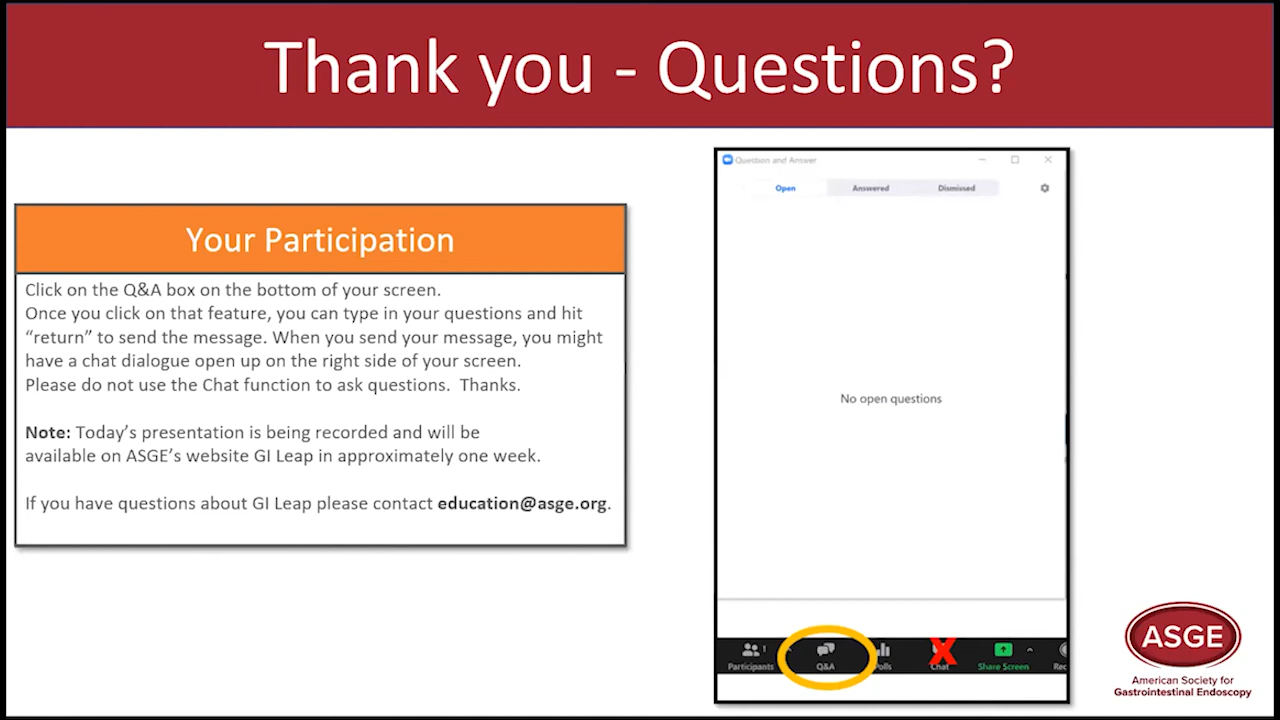 Thank you - Questions?
Your Participation
Click on the Q&A box on the bottom of your screen.
Once you click on that feature, you can type in your questions and hit
“return” to send the message. When you send your message, you might
have a chat dialogue open up on the right side of your screen.
Please do not use the Chat function to ask questions.  Thanks.
Note: Today’s presentation is being recorded and will be
available on ASGE’s website GI Leap in approximately one week.
If you have questions about GI Leap please contact education@asge.org.
Question and Answer
Open Answered Dismissed
No open questions
1
Participants Q&A Polls Chat Share Screen Rec
ASGE
American Society for
Gastrointestinal Endoscopy